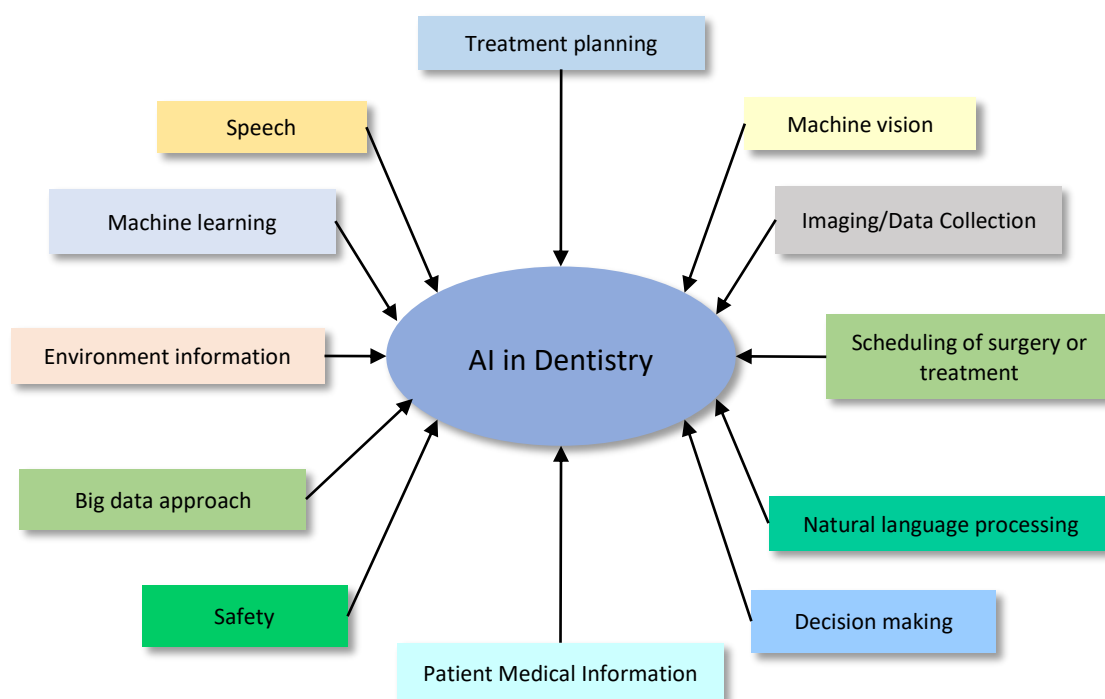 Treatment planning
Speech
Machine vision
Machine learning
Imaging/Data Collection
Environment information
AI in Dentistry
Scheduling of surgery or
treatment
Big data approach
Natural language processing
Safety
Decision making
Patient Medical Information